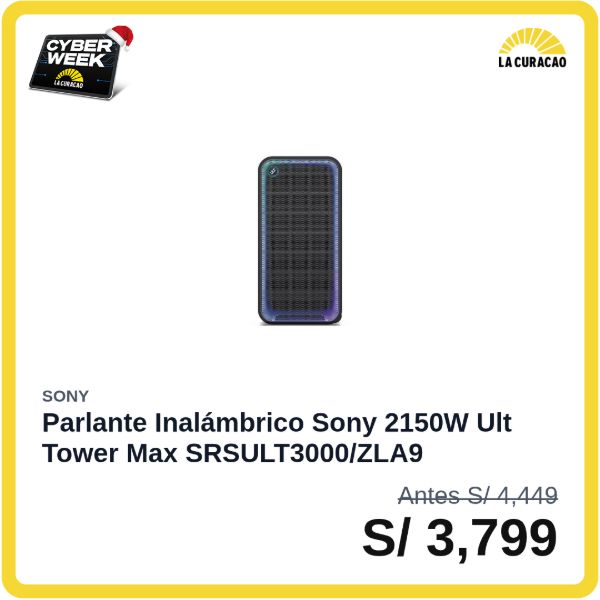 CYBER
WEEK
LA CURACAO
LA CURACAO
SONY
Parlante Inalámbrico Sony 2150W Ult
Tower Max SRSULT3000/ZLA9
Antes S/ 4,449
S/ 3,799